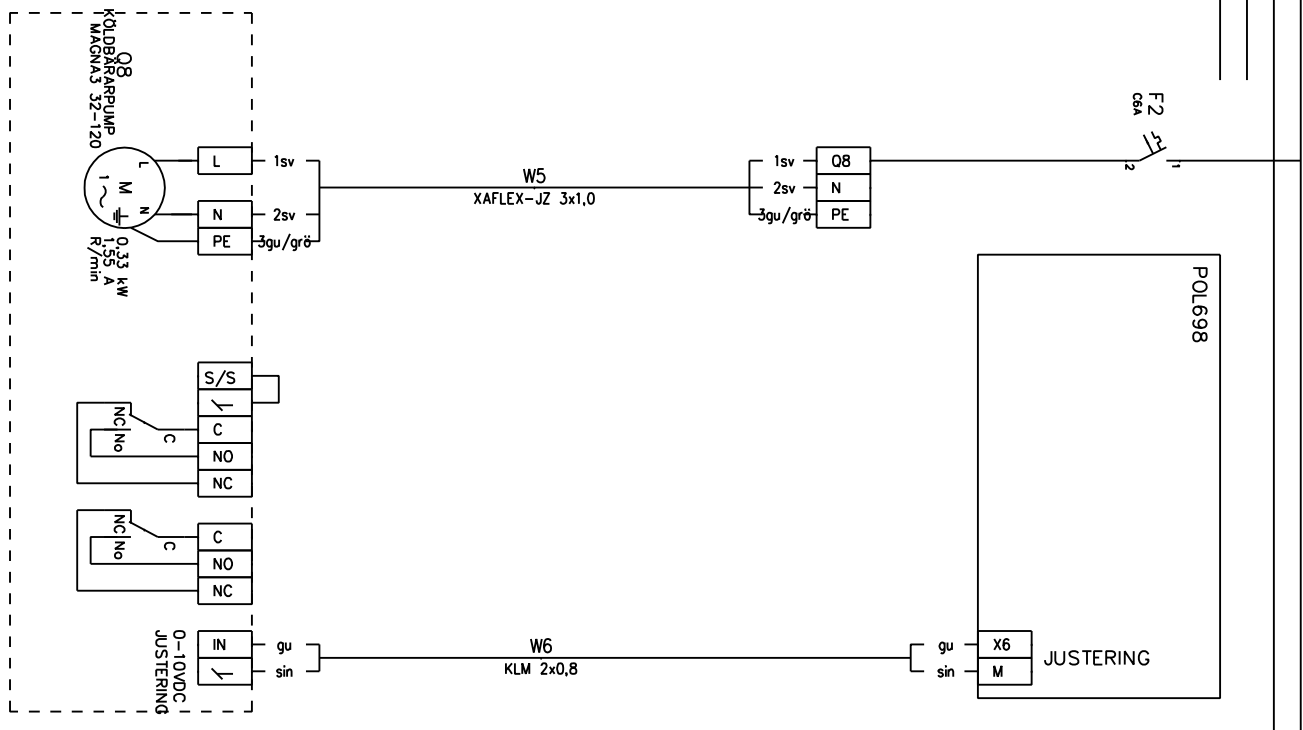 Q8
KÖLDBÄRARPUMP
MAGNA3 32-120
L
M
1
N
0,33 kW
1,55 A
R/min
L
N
PE
1sv
2sv
3gu/grö
W5
XAFLEX-JZ 3x1,0
1sv
2sv
3gu/grö
Q8
N
PE
F2
C6A
2
1
POL698
S/S
C
NO
NC
NC
No
C
C
NO
NC
NC
No
C
0-10VDC
JUSTERING
IN
gu
sin
W6
KLM 2x0,8
gu
sin
X6
M
JUSTERING